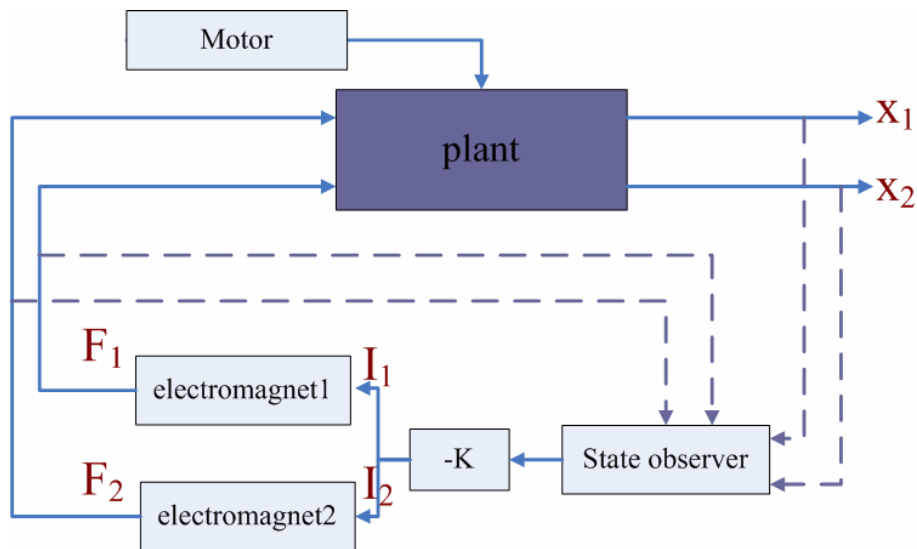 Motor
plant
x₁
x₂
F₁
electromagnet1
I₁
-K
State observer
F₂
electromagnet2
I₂